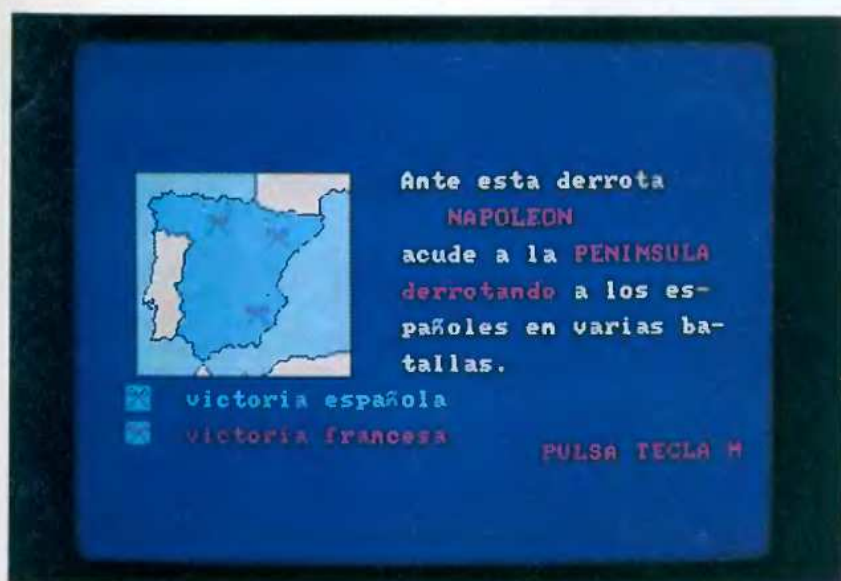 Ante esta derrota
NAPOLEON
acude a la PENINSULA
derrotando a los es-
pañoles en varias ba-
tallas.
victoria española
victoria francesa
PULSA TECLA M